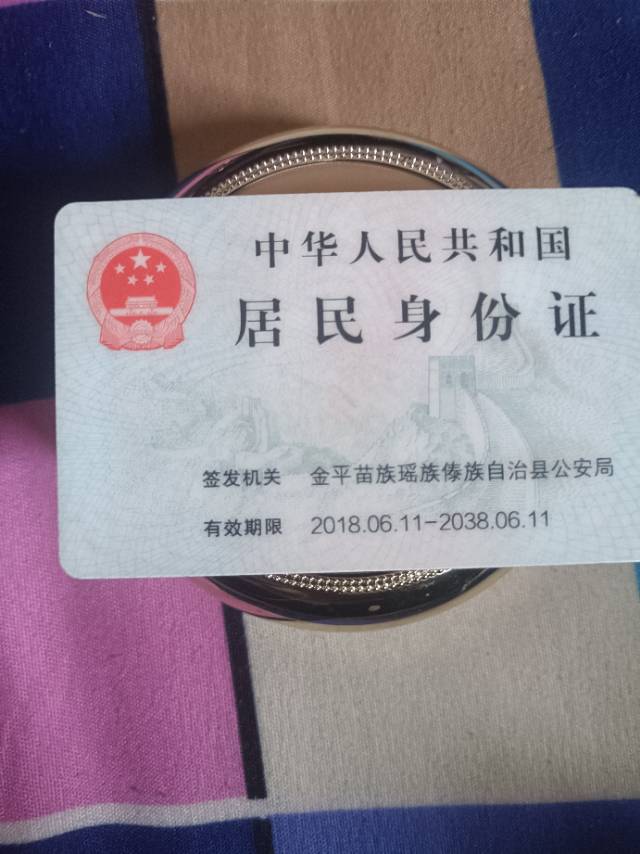 中华人民共和国
居民身份证
签发机关 金平苗族瑶族傣族自治县公安局
有效期限 2018.06.11-2038.06.11